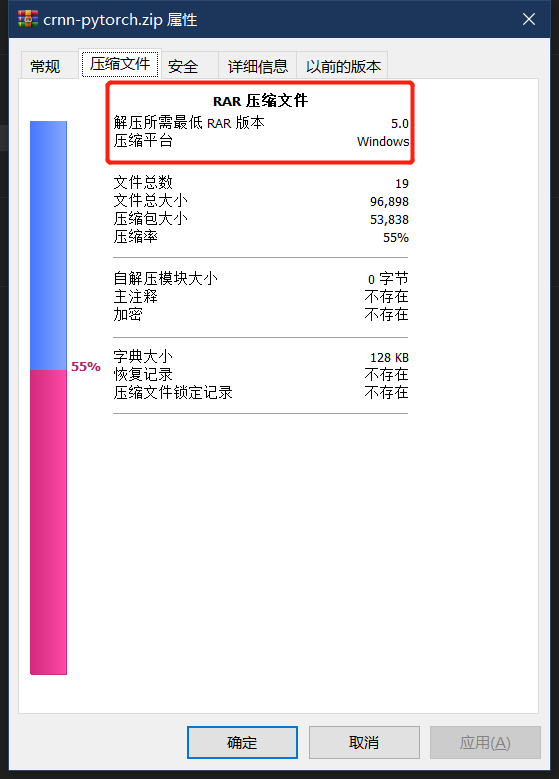 crnn-pytorch.zip 属性
常规 压缩文件 安全 详细信息 以前的版本
RAR 压缩文件
解压所需最低 RAR 版本 5.0
压缩平台 Windows
文件总数 19
文件总大小 96,898
压缩包大小 53,838
压缩率 55%
自解压模块大小 0 字节
主注释 不存在
加密 不存在
字典大小 128 KB
55%
恢复记录 不存在
压缩文件锁定记录 不存在
确定 取消 应用(A)